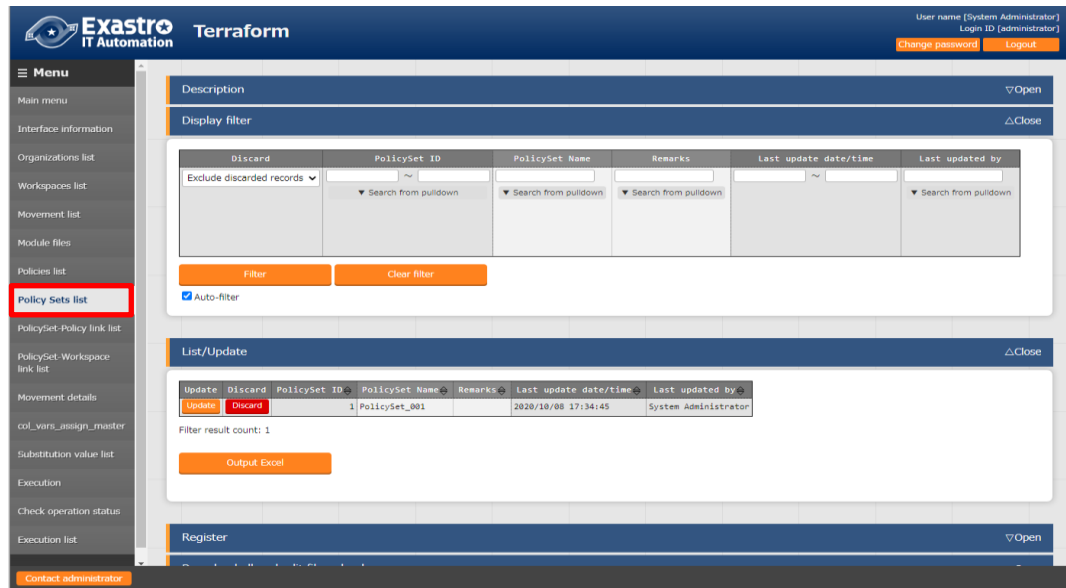 Exastro
IT Automation
Terraform
User name [System Administrator]
Login ID [administrator]
Change password
Logout
Menu
Main menu
Interface information
Organizations list
Workspaces list
Movement list
Module files
Policies list
Policy Sets list
PolicySet-Policy link list
PolicySet-Workspace
link list
Movement details
col_vars_assign_master
Substitution value list
Execution
Check operation status
Execution list
Contact administrator
Description ▽Open
Display filter △Close
Discard PolicySet ID PolicySet Name Remarks Last update date/time Last updated by
Exclude discarded records ~ ~
▼ Search from pulldown ▼ Search from pulldown ▼ Search from pulldown ▼ Search from pulldown
Filter Clear filter
Auto-filter
List/Update △Close
Update Discard PolicySet ID PolicySet Name Remarks Last update date/time Last updated by
Update Discard 1 PolicySet_001 2020/10/08 17:34:45 System Administrator
Filter result count: 1
Output Excel
Register ▽Open